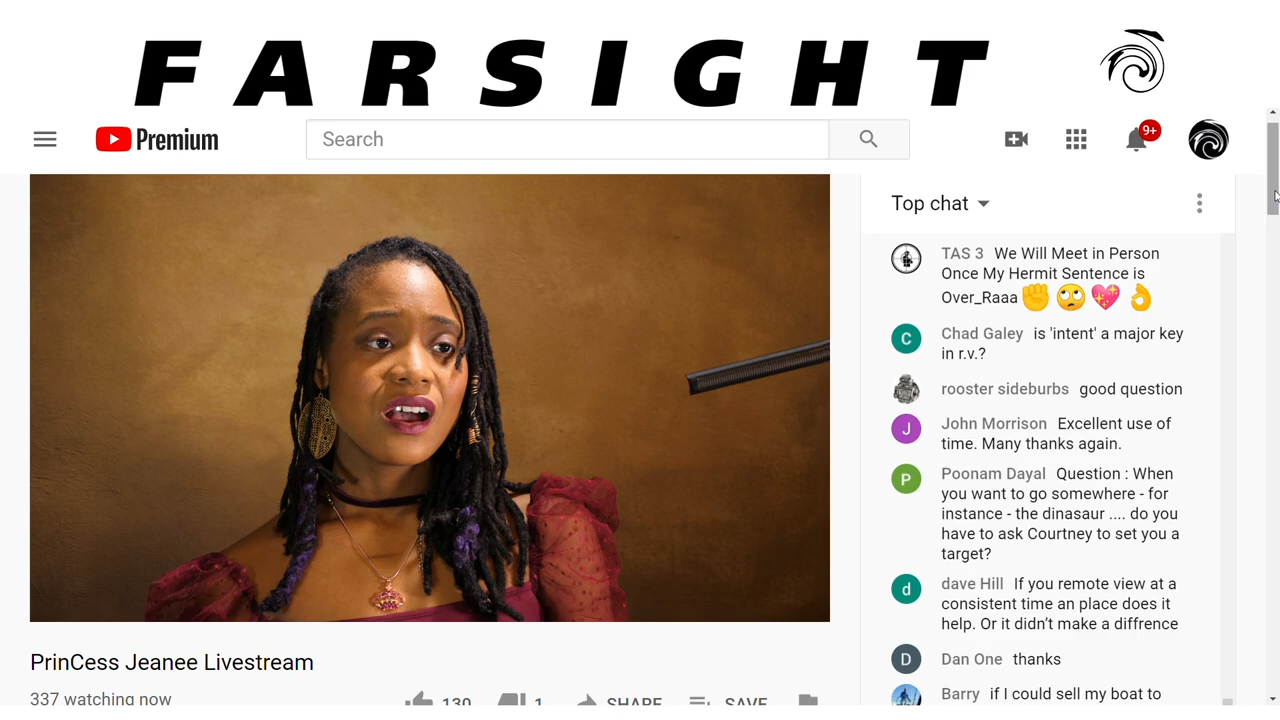 FARSIGHT
Premium
Search
9+
Top chat
TAS 3 We Will Meet in Person
Once My Hermit Sentence is
Over_Raaa ✊🙄💖👌
C
Chad Galey is 'intent' a major key
in r.v.?
rooster sideburbs good question
J
John Morrison Excellent use of
time. Many thanks again.
P
Poonam Dayal Question : When
you want to go somewhere - for
instance - the dinasaur .... do you
have to ask Courtney to set you a
target?
d
dave Hill If you remote view at a
consistent time an place does it
help. Or it didn't make a diffrence
D
Dan One thanks
Barry if I could sell my boat to
PrinCess Jeanee Livestream
337 watching now
130
1
SHARE
SAVE